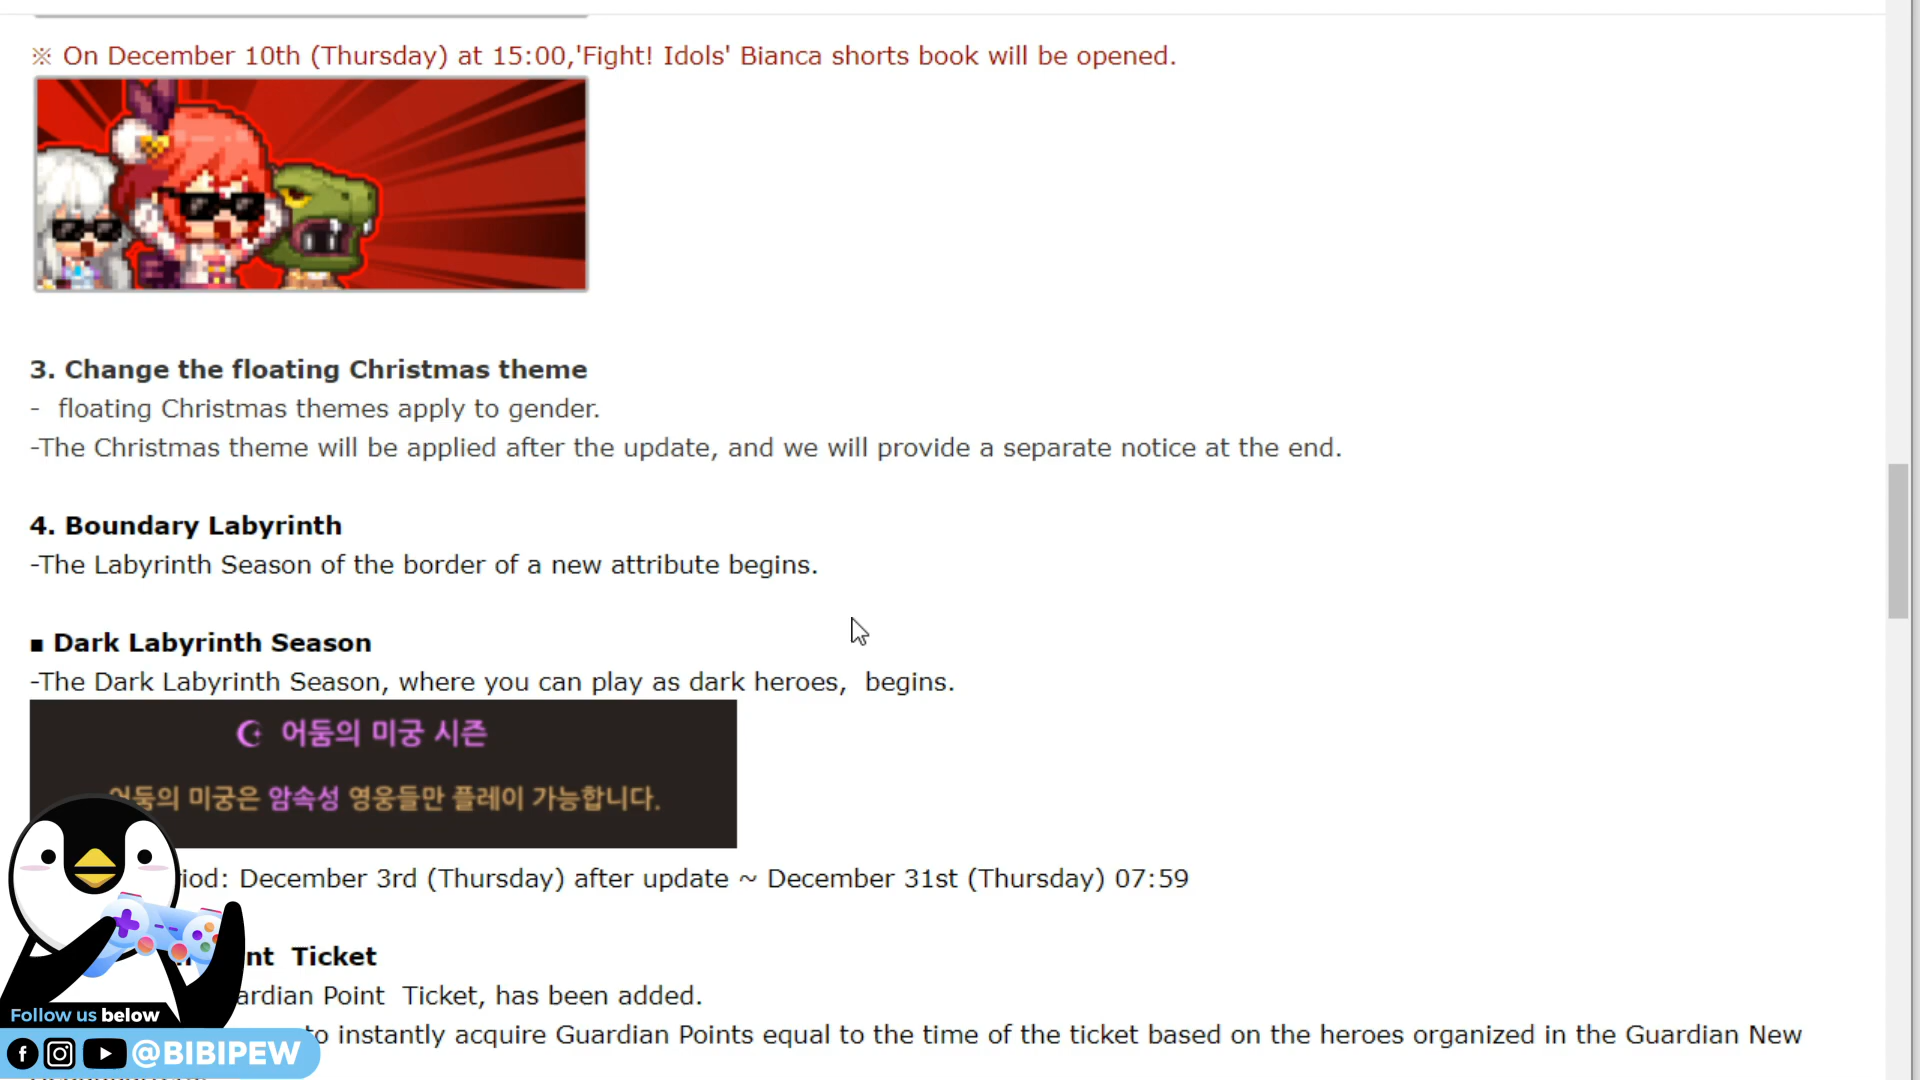 ※ On December 10th (Thursday) at 15:00,'Fight! Idols' Bianca shorts book will be opened.
3. Change the floating Christmas theme
- floating Christmas themes apply to gender.
-The Christmas theme will be applied after the update, and we will provide a separate notice at the end.
4. Boundary Labyrinth
-The Labyrinth Season of the border of a new attribute begins.
■ Dark Labyrinth Season
-The Dark Labyrinth Season, where you can play as dark heroes, begins.
어둠의 미궁 시즌
어둠의 미궁은 암속성 영웅들만 플레이 가능합니다.
December 3rd (Thursday) after update ~ December 31st (Thursday) 07:59
Ticket
Point Ticket, has been added.
to instantly acquire Guardian Points equal to the time of the ticket based on the heroes organized in the Guardian New
Follow us below
@BIBIPEW